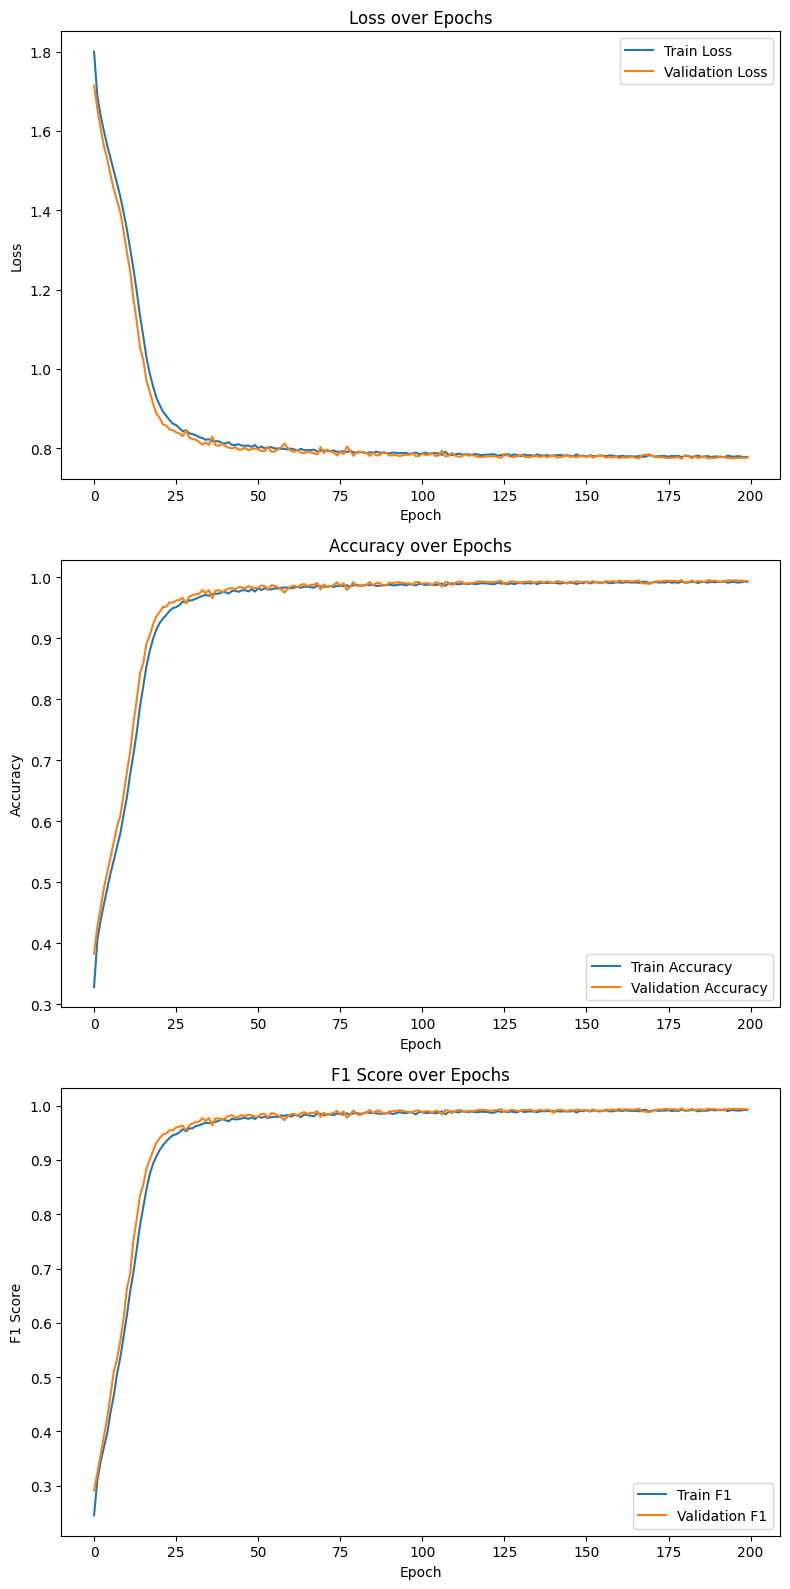 Loss over Epochs
Train Loss
Validation Loss
1.8
1.6
1.4
1.2
1.0
0.8
Loss
0 25 50 75 100 125 150 175 200
Epoch
Accuracy over Epochs
1.0
0.9
0.8
0.7
0.6
0.5
0.4
0.3
Accuracy
Train Accuracy
Validation Accuracy
0 25 50 75 100 125 150 175 200
Epoch
F1 Score over Epochs
1.0
0.9
0.8
0.7
0.6
0.5
0.4
0.3
F1 Score
Train F1
Validation F1
0 25 50 75 100 125 150 175 200
Epoch